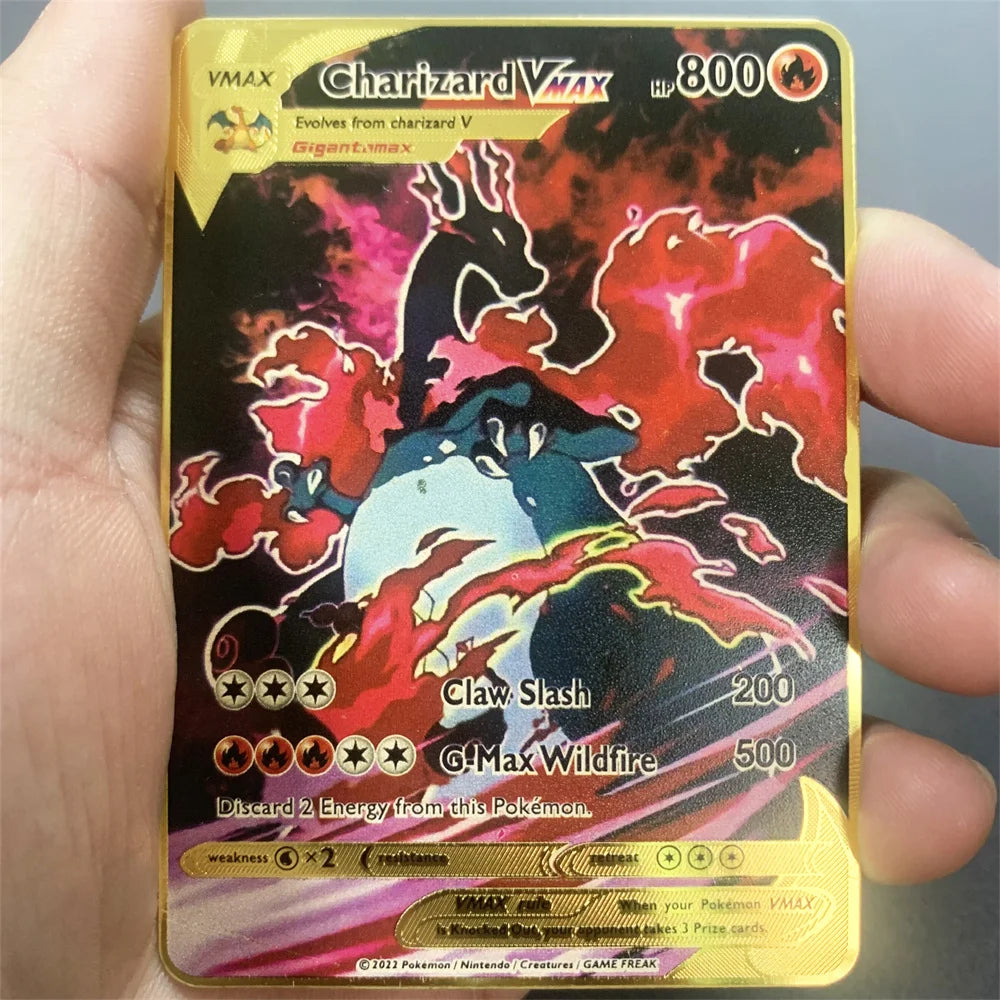 VMAX
Charizard VMAX HP 800
Evolves from charizard V
Gigantamax
Claw Slash 200
G-Max Wildfire 500
Discard 2 Energy from this Pokémon.
weakness ×2 resistance retreat
VMAX rule When your Pokémon VMAX
is Knocked Out, your opponent takes 3 Prize cards.
© 2022 Pokémon / Nintendo / Creatures / GAME FREAK